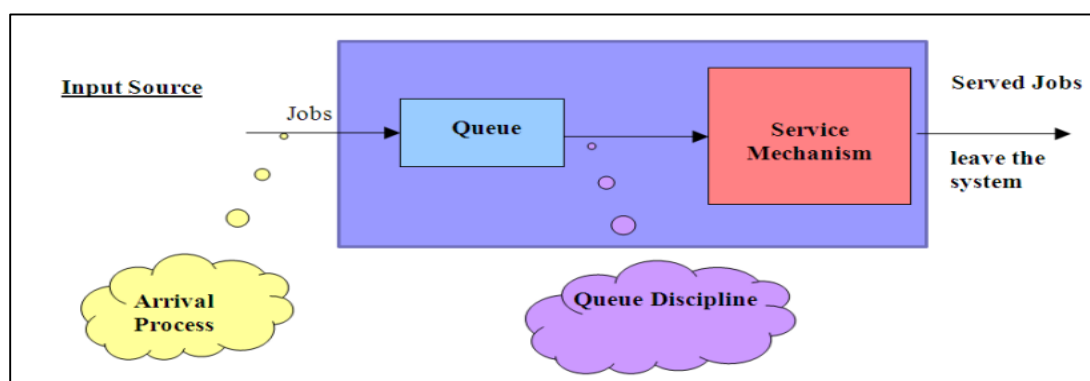 Input Source
Jobs
Queue
Service
Mechanism
Served Jobs
leave the
system
Arrival
Process
Queue Discipline